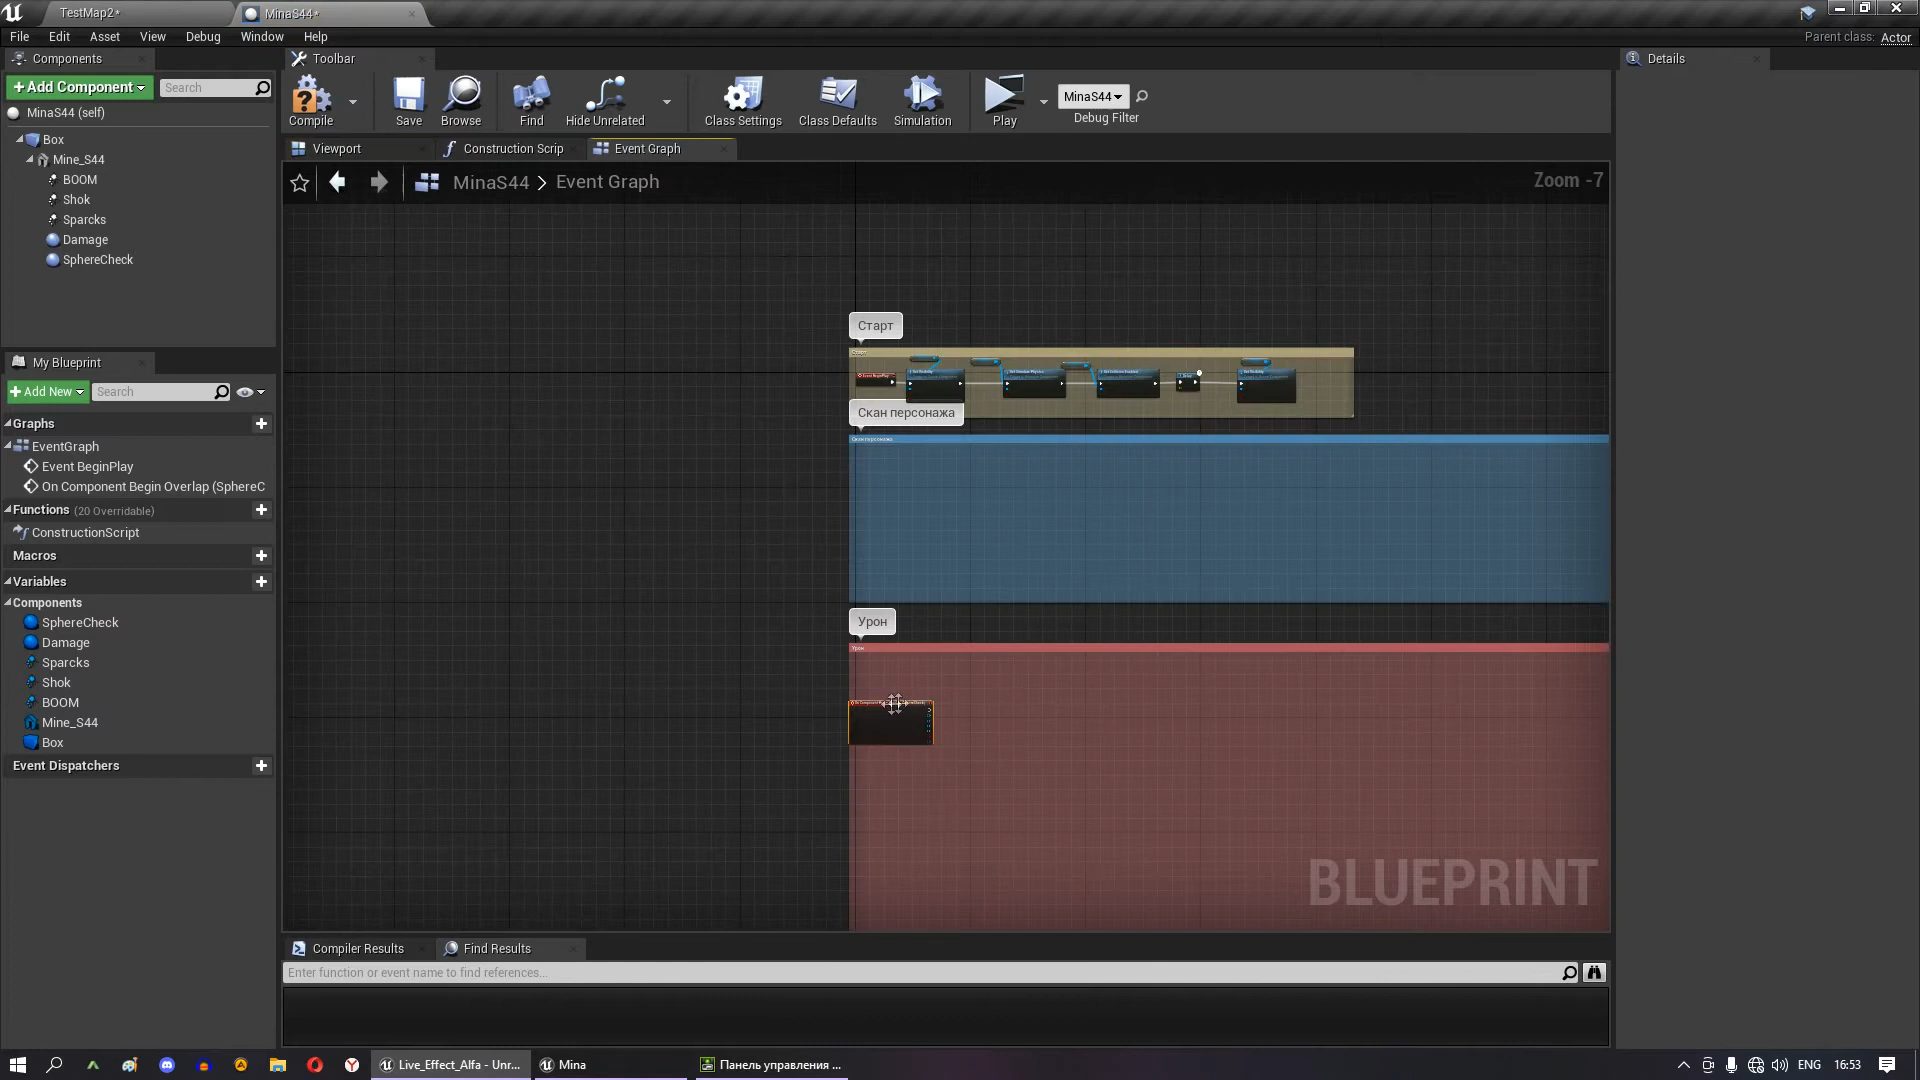 TestMap2*
MinaS44*
File Edit Asset View Debug Window Help
Parent class: Actor
Components
Toolbar
Details
+Add Component
Search
MinaS44 (self)
Box
Mine_S44
BOOM
Shok
Sparcks
Damage
SphereCheck
Compile
Save
Browse
Find
Hide Unrelated
Class Settings
Class Defaults
Simulation
Play
MinaS44
Debug Filter
Viewport
Construction Scrip
Event Graph
MinaS44 > Event Graph
Zoom -7
Старт
Старт
Скан персонажа
Скан персонажа
Урон
Урон
BLUEPRINT
My Blueprint
+Add New
Search
Graphs
EventGraph
Event BeginPlay
On Component Begin Overlap (SphereC
Functions (20 Overridable)
ConstructionScript
Macros
Variables
Components
SphereCheck
Damage
Sparcks
Shok
BOOM
Mine_S44
Box
Event Dispatchers
Compiler Results
Find Results
Enter function or event name to find references...
Live_Effect_Alfa - Unr...
Mina
Панель управления ...
ENG
16:53